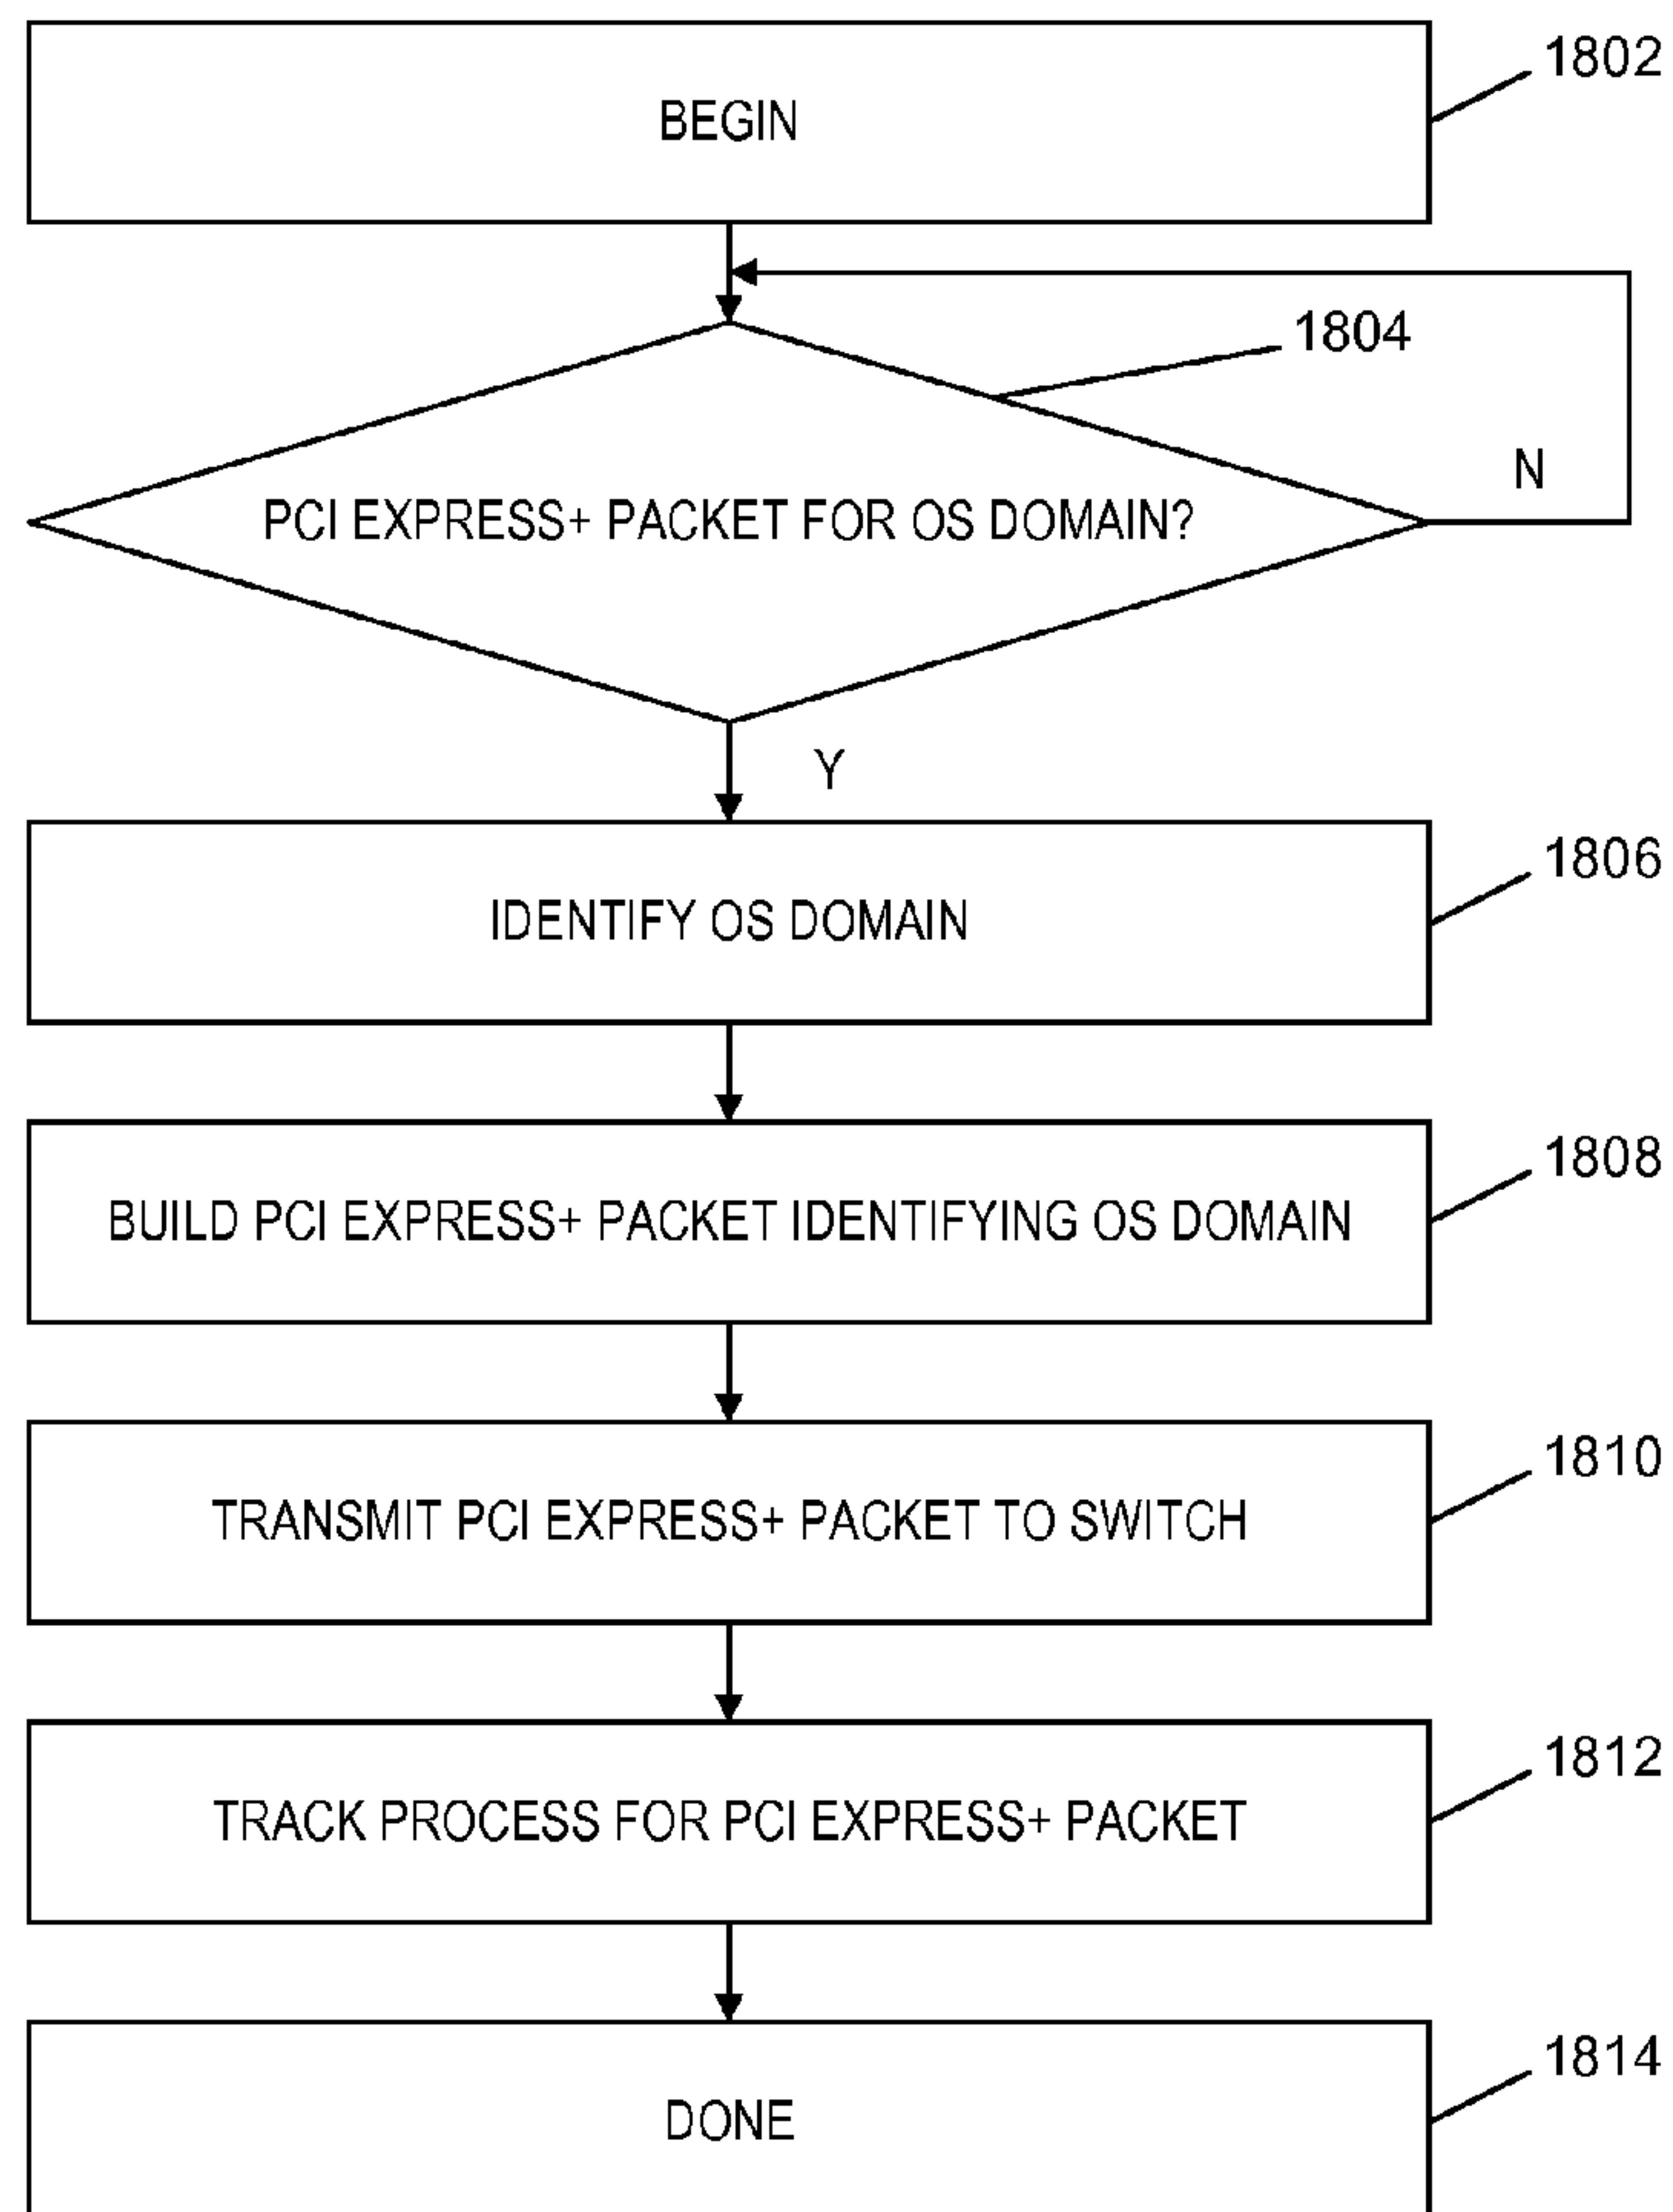 1802
BEGIN
1804
N
PCI EXPRESS+ PACKET FOR OS DOMAIN?
Y
1806
IDENTIFY OS DOMAIN
1808
BUILD PCI EXPRESS+ PACKET IDENTIFYING OS DOMAIN
1810
TRANSMIT PCI EXPRESS+ PACKET TO SWITCH
1812
TRACK PROCESS FOR PCI EXPRESS+ PACKET
1814
DONE